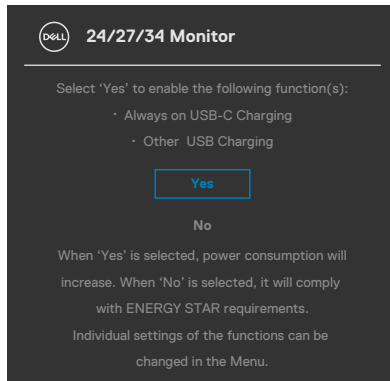 DELL 24/27/34 Monitor
Select ‘Yes’ to enable the following function(s):
· Always on USB-C Charging
· Other USB Charging
Yes
No
When ‘Yes’ is selected, power consumption will
increase. When ‘No’ is selected, it will comply
with ENERGY STAR requirements.
Individual settings of the functions can be
changed in the Menu.